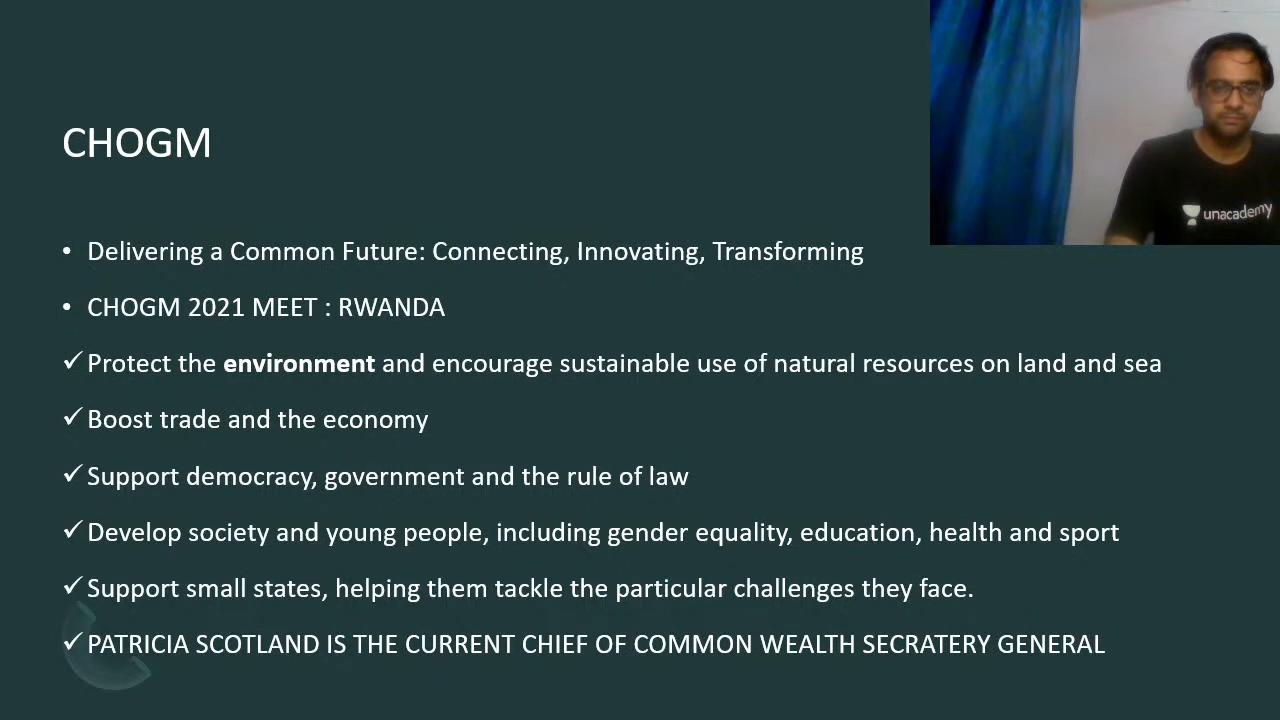 CHOGM
unacademy
• Delivering a Common Future: Connecting, Innovating, Transforming
• CHOGM 2021 MEET : RWANDA
✓ Protect the environment and encourage sustainable use of natural resources on land and sea
✓ Boost trade and the economy
✓ Support democracy, government and the rule of law
✓ Develop society and young people, including gender equality, education, health and sport
✓ Support small states, helping them tackle the particular challenges they face.
✓ PATRICIA SCOTLAND IS THE CURRENT CHIEF OF COMMON WEALTH SECRATERY GENERAL